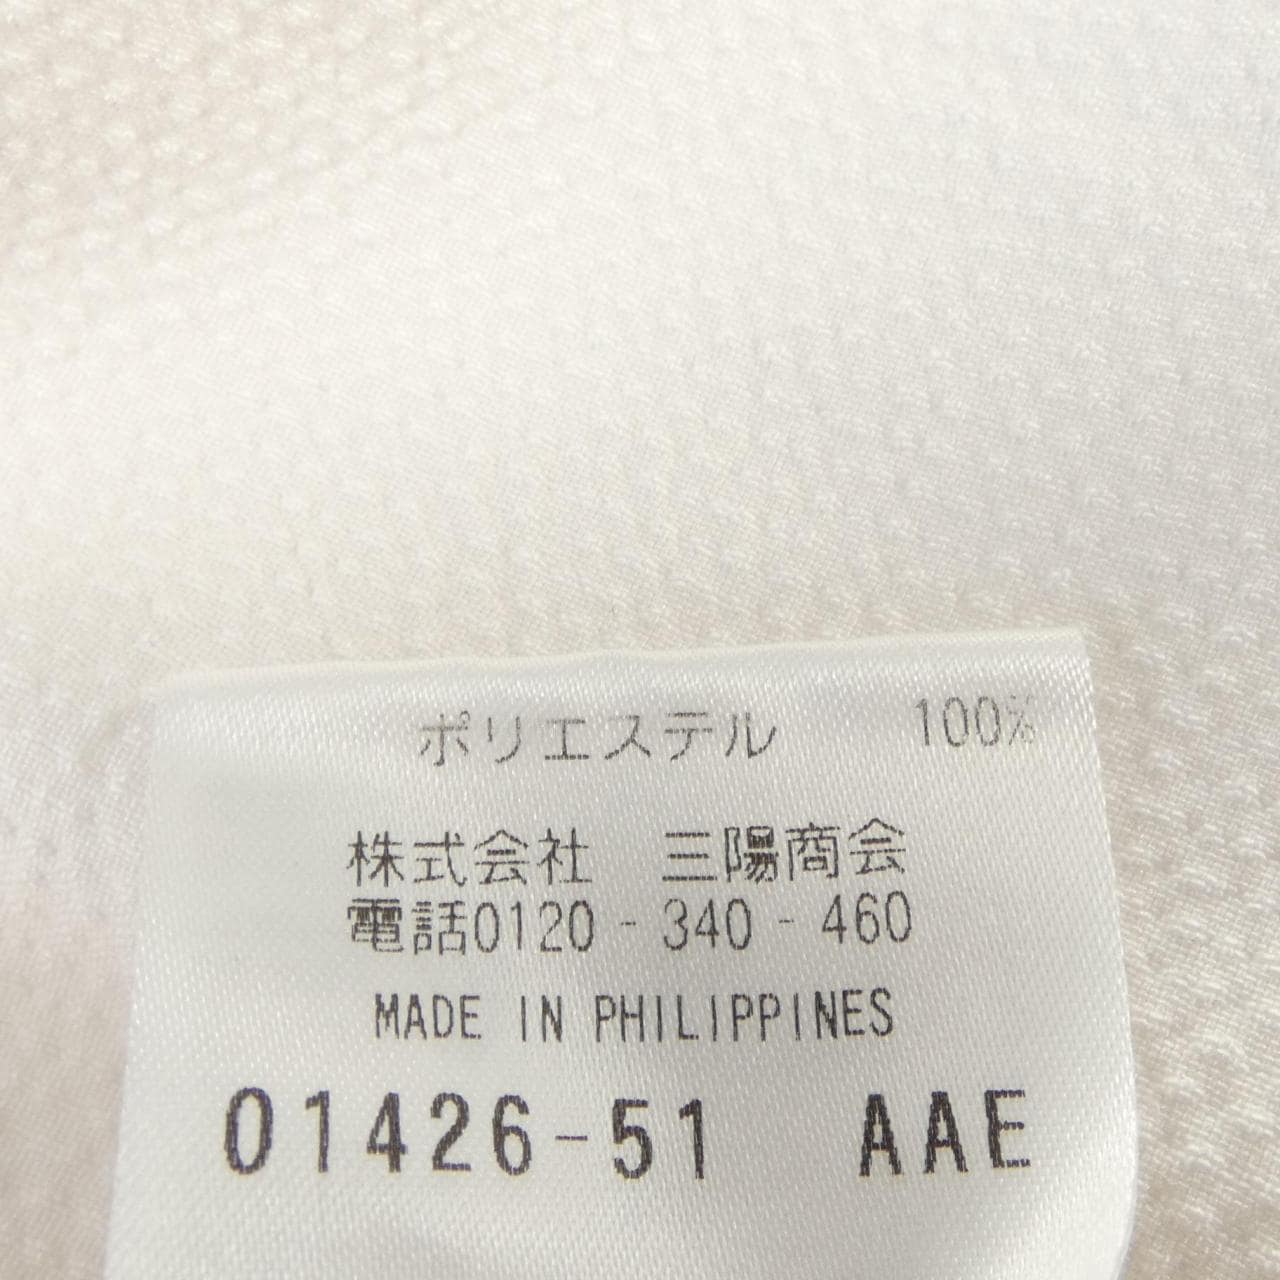 ポリエステル 100%
株式会社 三陽商会
電話0120-340-460
MADE IN PHILIPPINES
01426-51 AAE